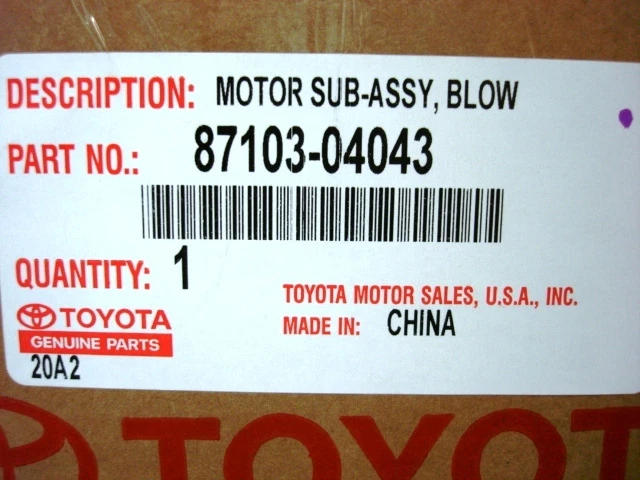 DESCRIPTION: MOTOR SUB-ASSY, BLOW
PART NO.: 87103-04043
QUANTITY: 1
TOYOTA MOTOR SALES, U.S.A., INC.
TOYOTA
MADE IN: CHINA
GENUINE PARTS
20A2
TOYOT